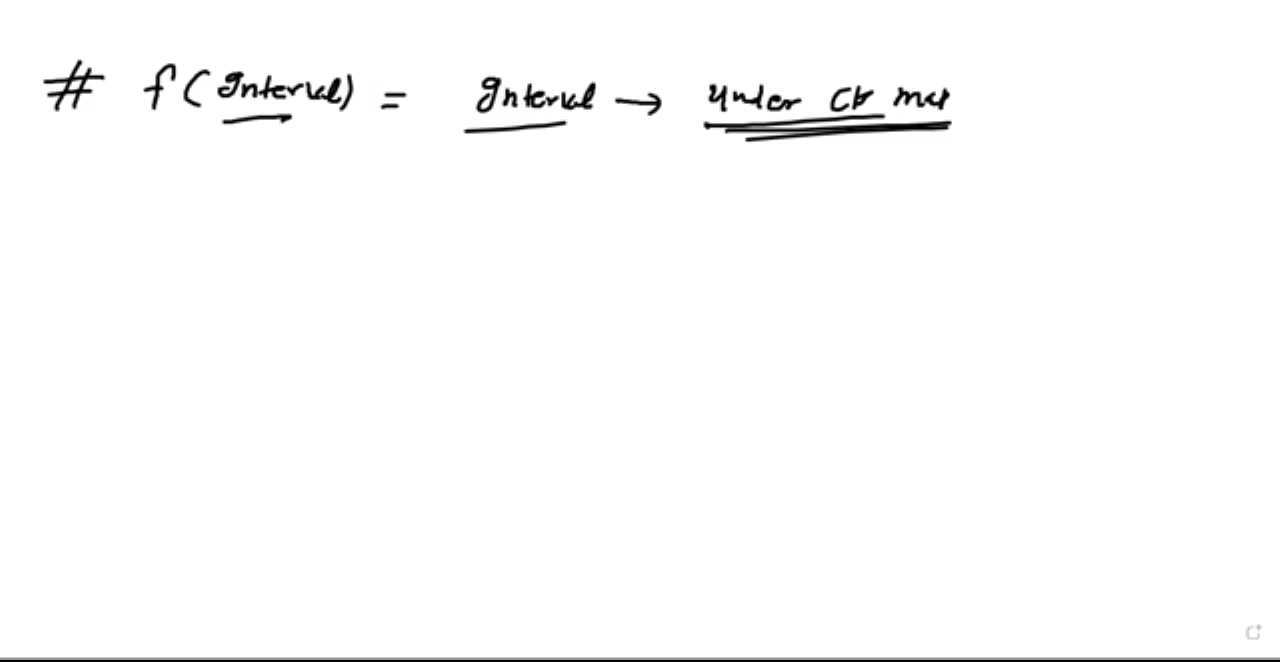 # f(Interval) = Interval → Under Ct map